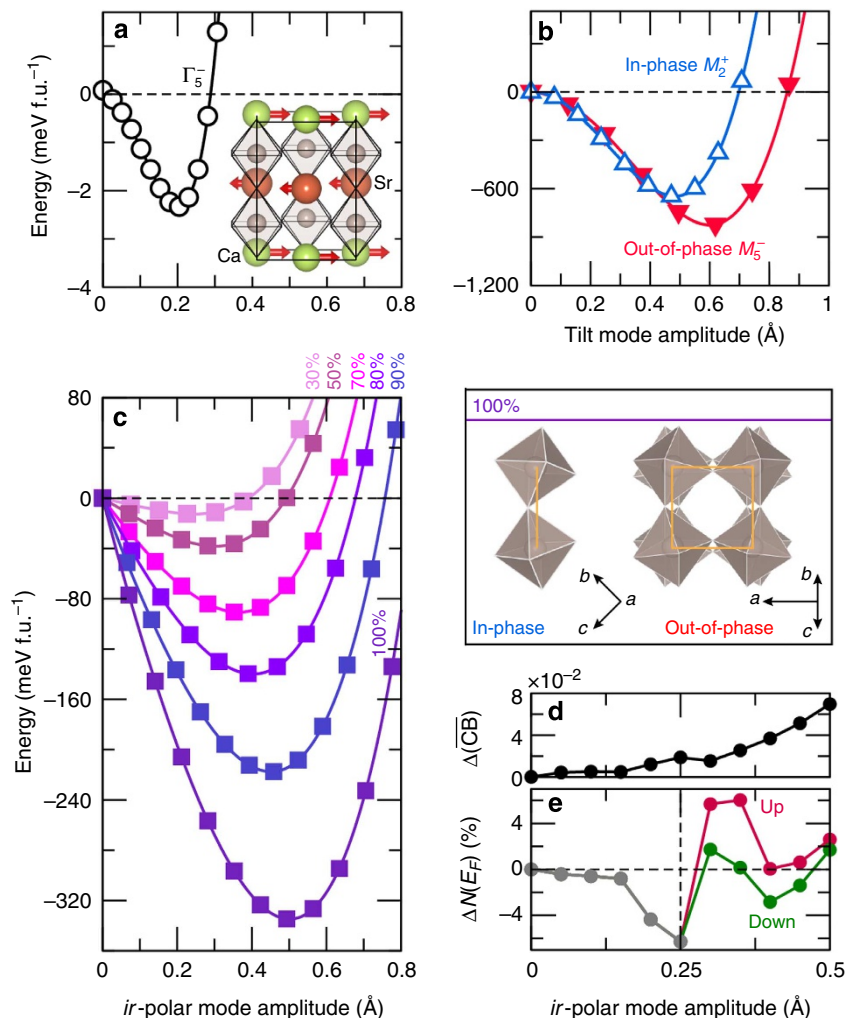 a
Γ5⁻
Energy (meV f.u.⁻¹)
0
−2
−4
0
0.2
0.4
0.6
0.8
Sr
Ca
b
In-phase M2⁺
Out-of-phase M5⁻
0
−600
−1,200
0
0.2
0.4
0.6
0.8
1
Tilt mode amplitude (Å)
c
30%
50%
70%
80%
90%
100%
Energy (meV f.u.⁻¹)
80
0
−80
−160
−240
−320
0
0.2
0.4
0.6
0.8
ir-polar mode amplitude (Å)
100%
b
a
c
In-phase
b
a
c
Out-of-phase
×10⁻²
d
Δ(C̅B̅)
8
4
0
e
ΔN(EF) (%)
4
0
−4
Up
Down
0
0.25
0.5
ir-polar mode amplitude (Å)